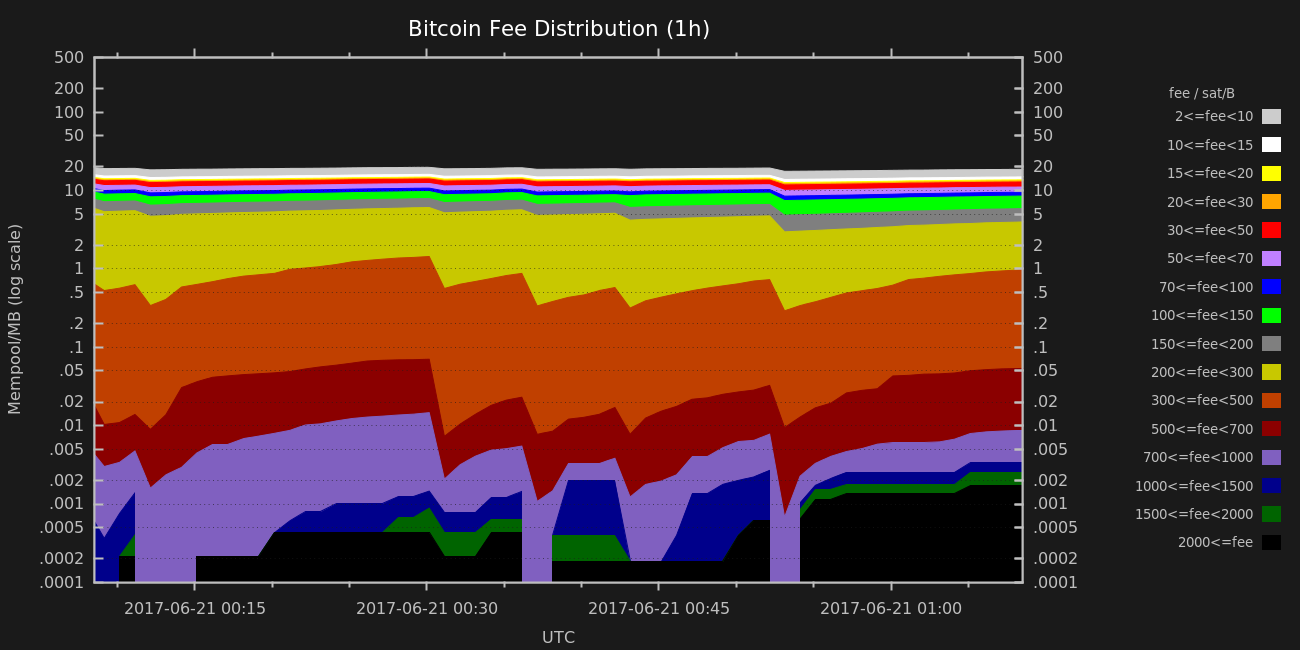 Bitcoin Fee Distribution (1h)
500
200
100
50
20
10
5
2
1
.5
.2
.1
.05
.02
.01
.005
.002
.001
.0005
.0002
.0001
Mempool/MB (log scale)
500
200
100
50
20
10
5
2
1
.5
.2
.1
.05
.02
.01
.005
.002
.001
.0005
.0002
.0001
2017-06-21 00:15 2017-06-21 00:30 2017-06-21 00:45 2017-06-21 01:00
UTC
fee / sat/B
2<=fee<10
10<=fee<15
15<=fee<20
20<=fee<30
30<=fee<50
50<=fee<70
70<=fee<100
100<=fee<150
150<=fee<200
200<=fee<300
300<=fee<500
500<=fee<700
700<=fee<1000
1000<=fee<1500
1500<=fee<2000
2000<=fee